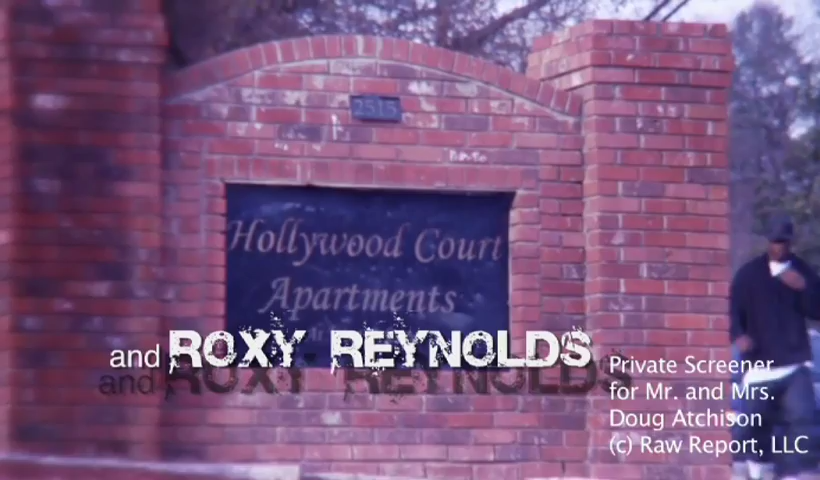 2515
Hollywood Court
Apartments
and ROXY REYNOLDS
Private Screener
for Mr. and Mrs.
Doug Atchison
(c) Raw Report, LLC